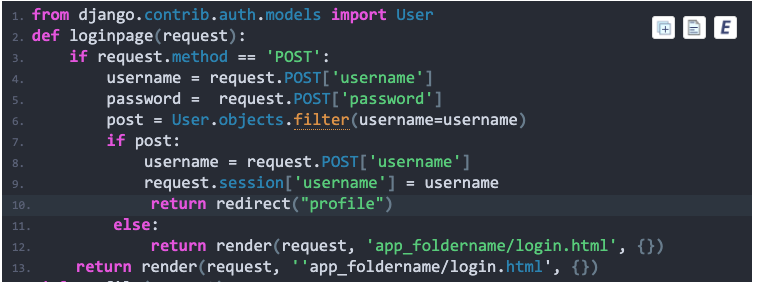 1. from django.contrib.auth.models import User
2. def loginpage(request):
3.     if request.method == 'POST':
4.         username = request.POST['username']
5.         password =  request.POST['password']
6.         post = User.objects.filter(username=username)
7.         if post:
8.             username = request.POST['username']
9.             request.session['username'] = username
10.             return redirect("profile")
11.         else:
12.             return render(request, 'app_foldername/login.html', {})
13.     return render(request, ''app_foldername/login.html', {})
E